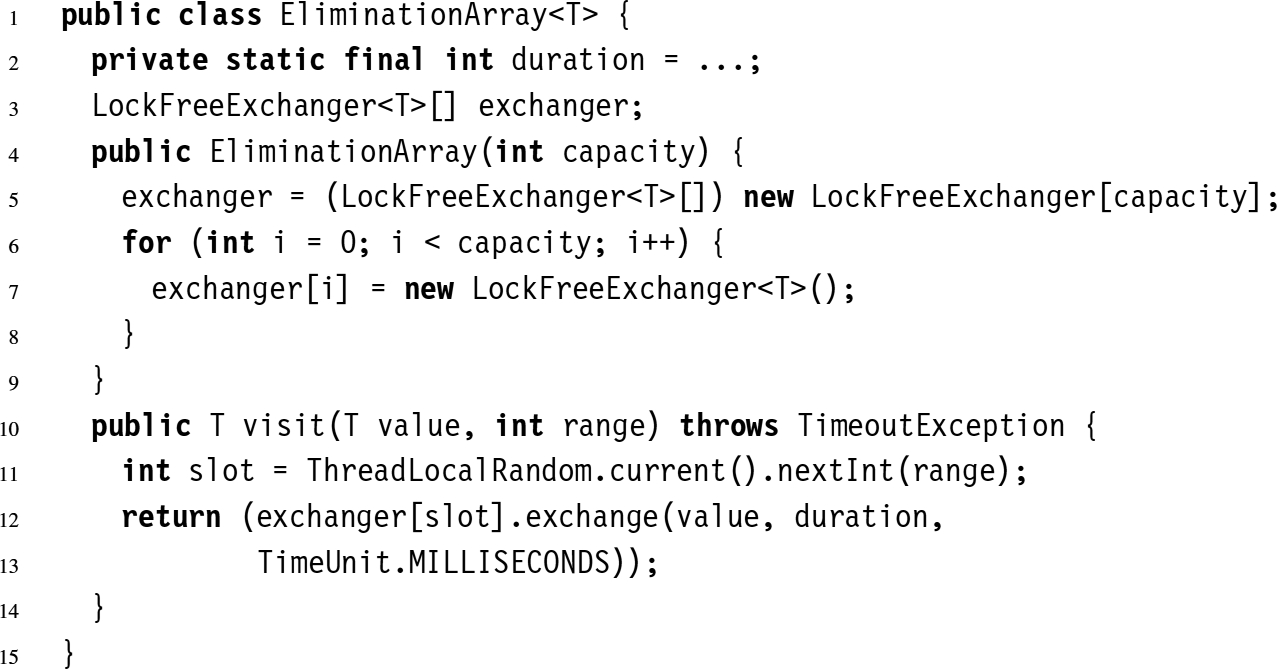 1 public class EliminationArray<T> {
2 private static final int duration = ...;
3 LockFreeExchanger<T>[] exchanger;
4 public EliminationArray(int capacity) {
5 exchanger = (LockFreeExchanger<T>[]) new LockFreeExchanger[capacity];
6 for (int i = 0; i < capacity; i++) {
7 exchanger[i] = new LockFreeExchanger<T>();
8 }
9 }
10 public T visit(T value, int range) throws TimeoutException {
11 int slot = ThreadLocalRandom.current().nextInt(range);
12 return (exchanger[slot].exchange(value, duration,
13 TimeUnit.MILLISECONDS));
14 }
15 }